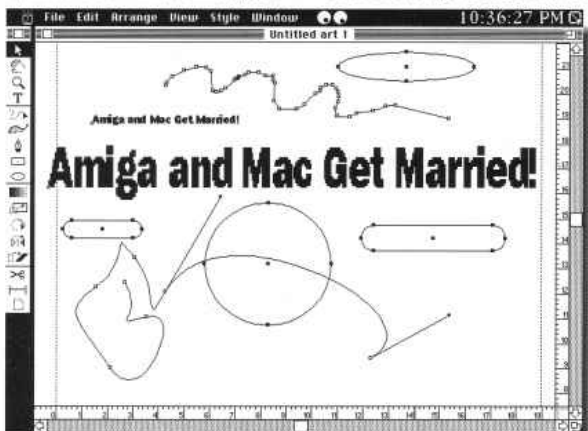 File Edit Arrange View Style Window 10:36:27 PM
Untitled art 1
Amiga and Mac Get Married!
Amiga and Mac Get Married!
T